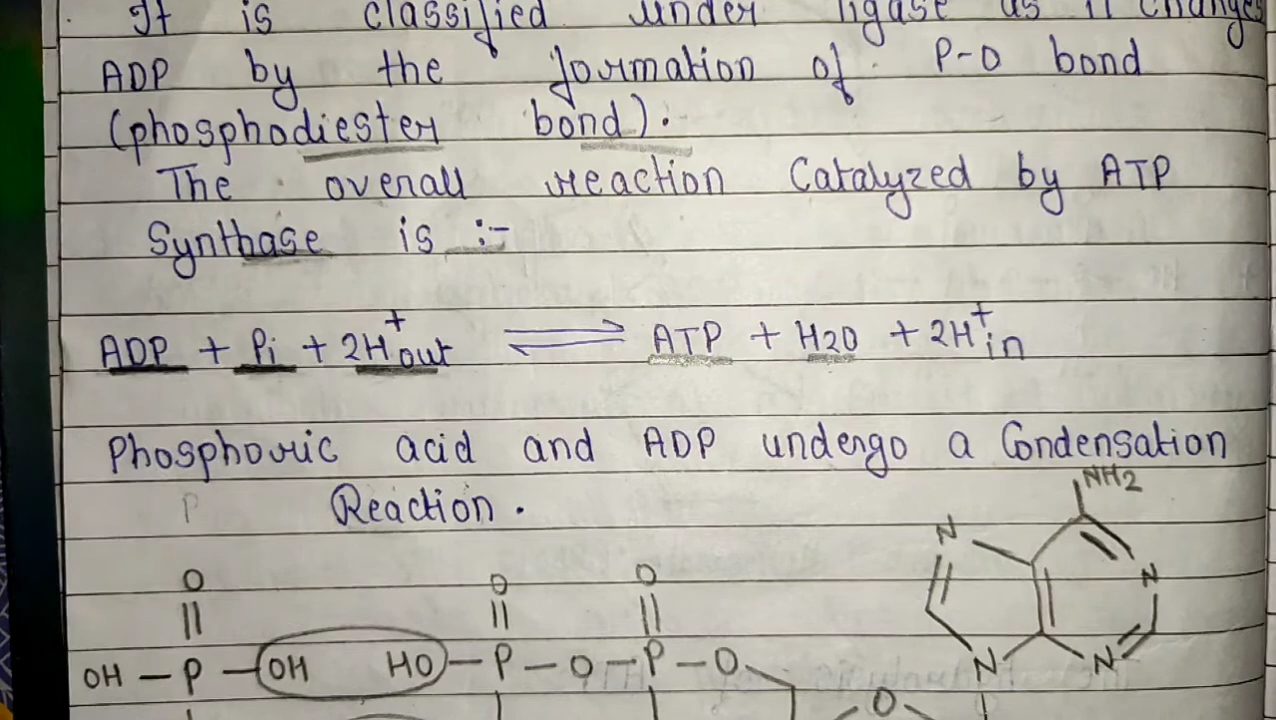 It is classified under ligase as it changes
ADP by the formation of P-O bond
(phosphodiester bond).
The overall reaction Catalyzed by ATP
Synthase is :-
ADP + Pi + 2H⁺out ⇌ ATP + H2O + 2H⁺in
Phosphoric acid and ADP undergo a Condensation
Reaction.
P
NH2
N
N
O O O
OH — P — OH HO — P — O — P — O
N N
O